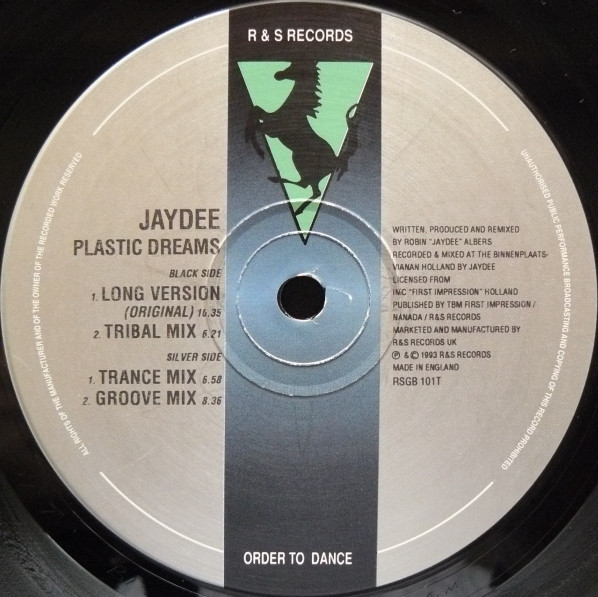 R & S RECORDS
JAYDEE
PLASTIC DREAMS
BLACK SIDE
1. LONG VERSION
(ORIGINAL) 10.35
2. TRIBAL MIX 6.21
SILVER SIDE
1. TRANCE MIX 6.58
2. GROOVE MIX 8.36
WRITTEN, PRODUCED AND REMIXED
BY ROBIN "JAYDEE" ALBERS
RECORDED & MIXED AT THE BINNENPLAATS-
VIANAN HOLLAND BY JAYDEE
LICENSED FROM
"FIRST IMPRESSION" HOLLAND
PUBLISHED BY TBM FIRST IMPRESSION /
NANADA / R&S RECORDS
MARKETED AND MANUFACTURED BY
R&S RECORDS UK
℗ & © 1993 R&S RECORDS
MADE IN ENGLAND
RSGB 101T
ORDER TO DANCE
ALL RIGHTS OF THE MANUFACTURER AND OF THE OWNER OF THE RECORDED WORK RESERVED
UNAUTHORISED PUBLIC PERFORMANCE BROADCASTING AND COPYING OF THIS RECORD PROHIBITED